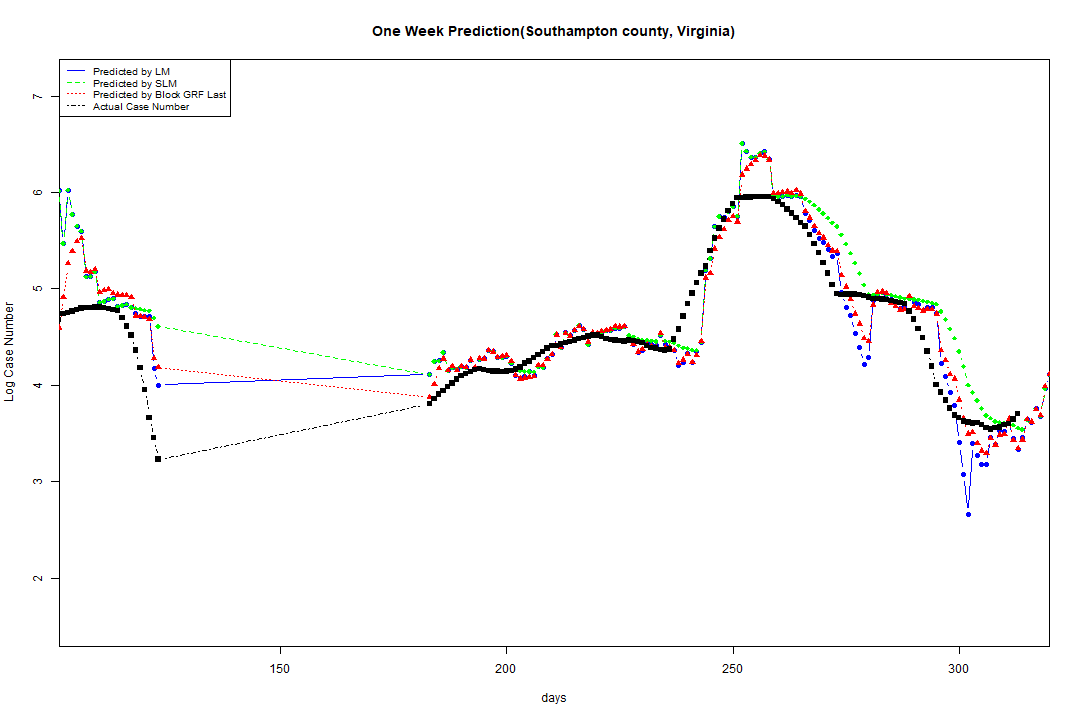 One Week Prediction(Southampton county, Virginia)
Predicted by LM
Predicted by SLM
Predicted by Block GRF Last
Actual Case Number
7
6
5
4
3
2
Log Case Number
150
200
250
300
days